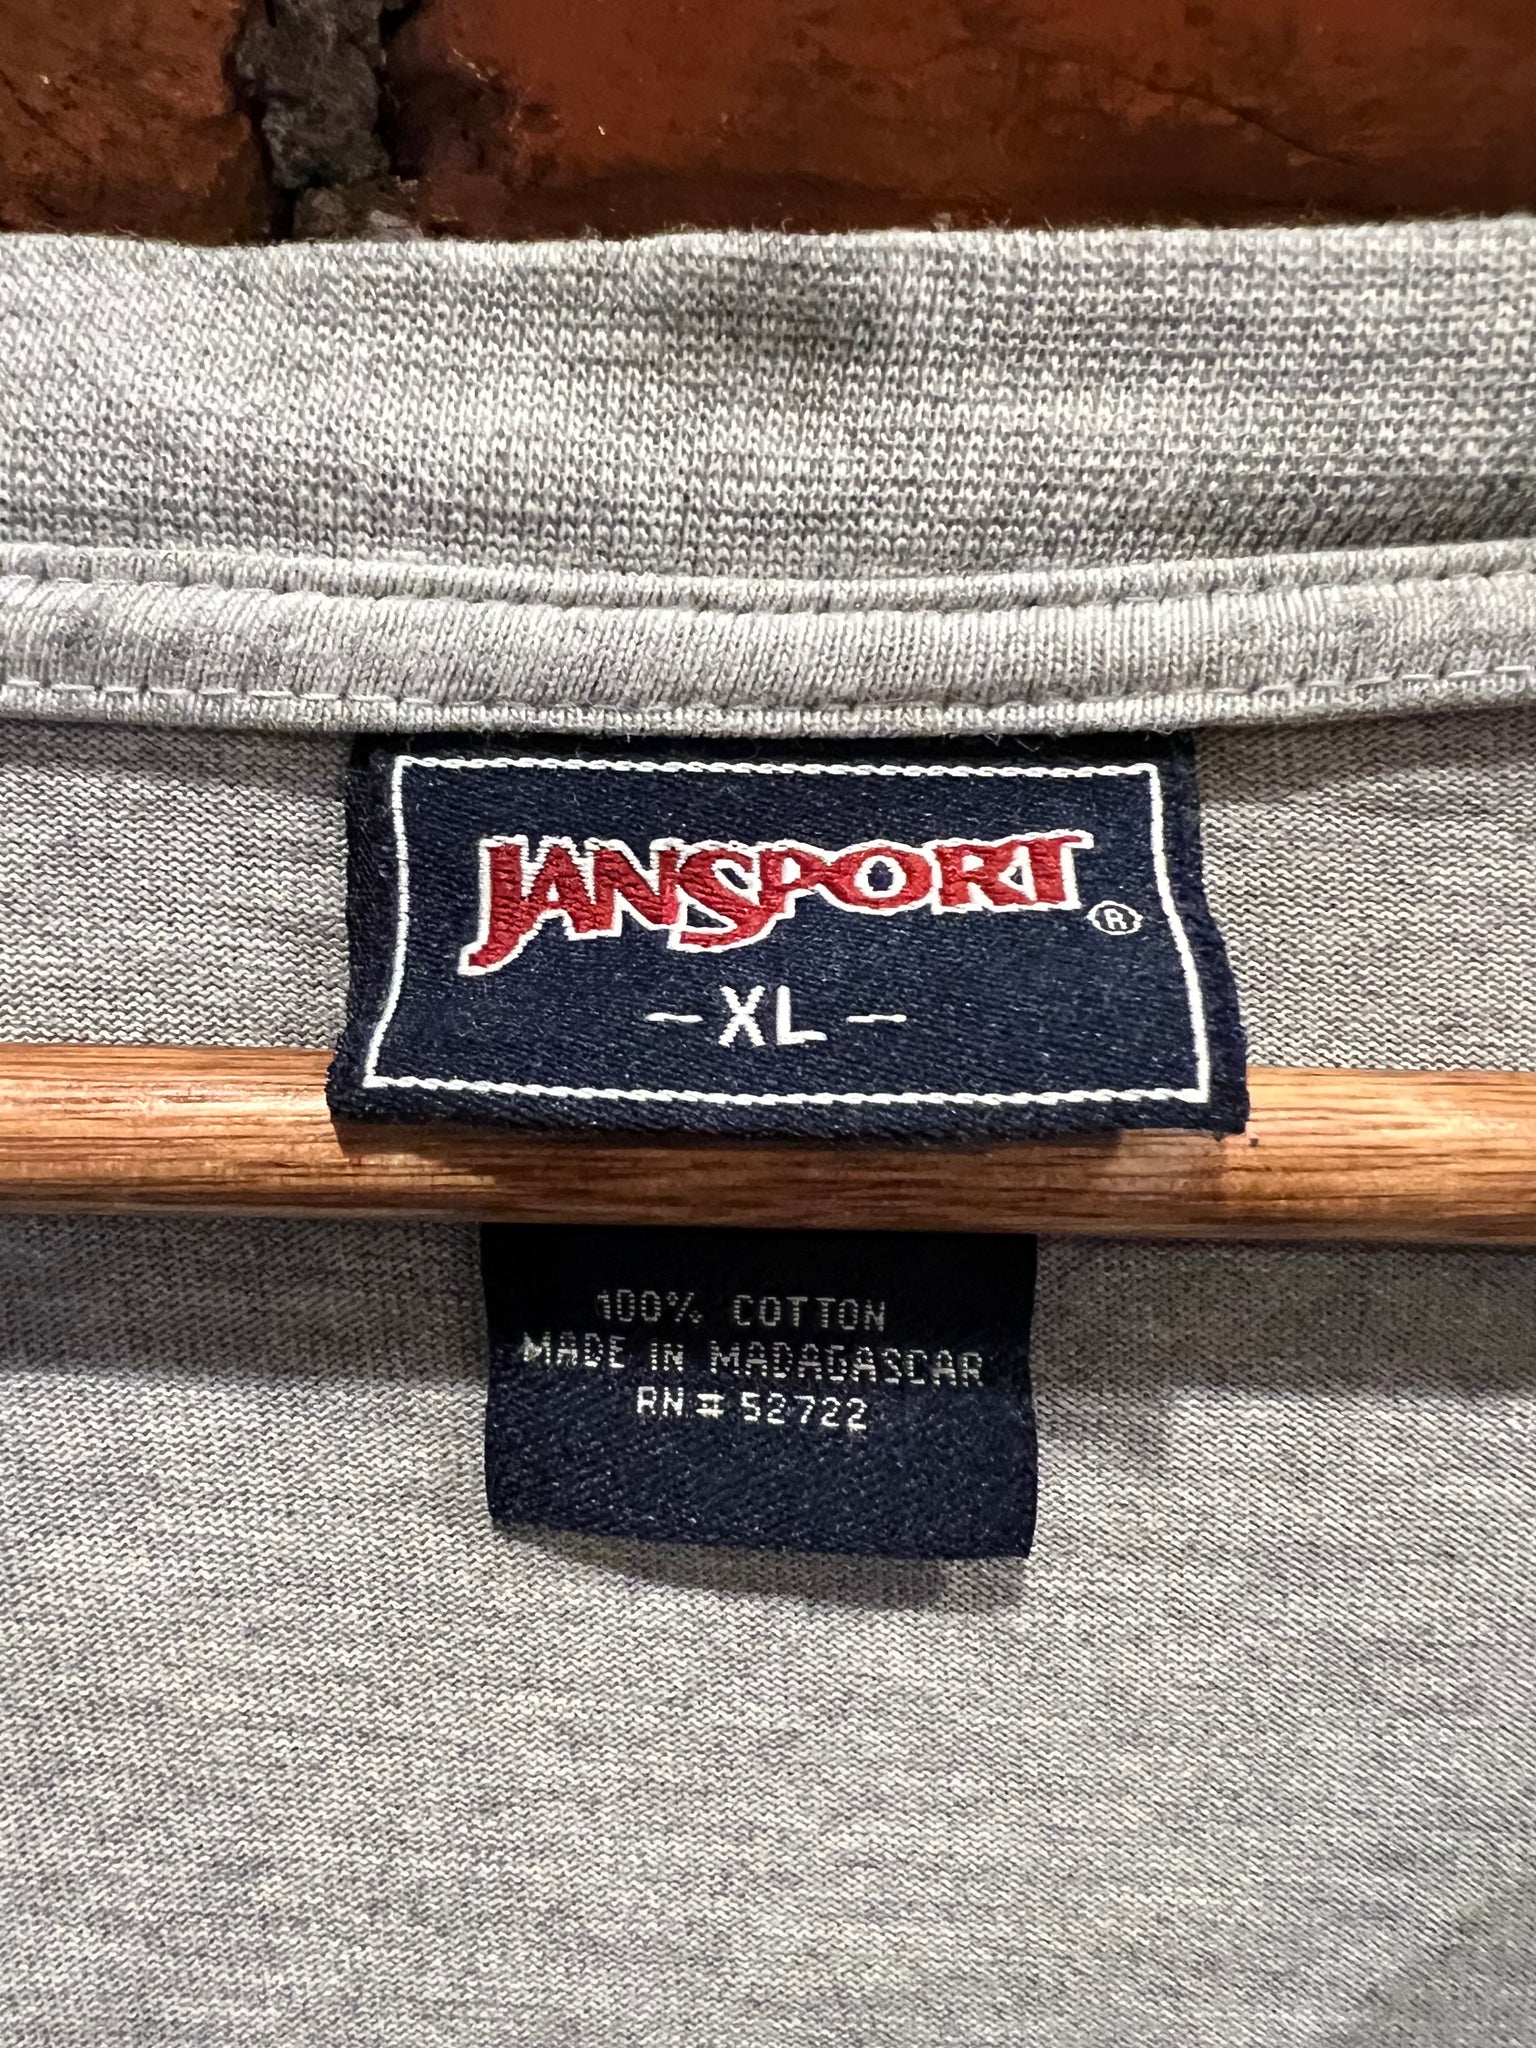 JANSPORT ®
- XL -
100% COTTON
MADE IN MADAGASCAR
RN # 52722